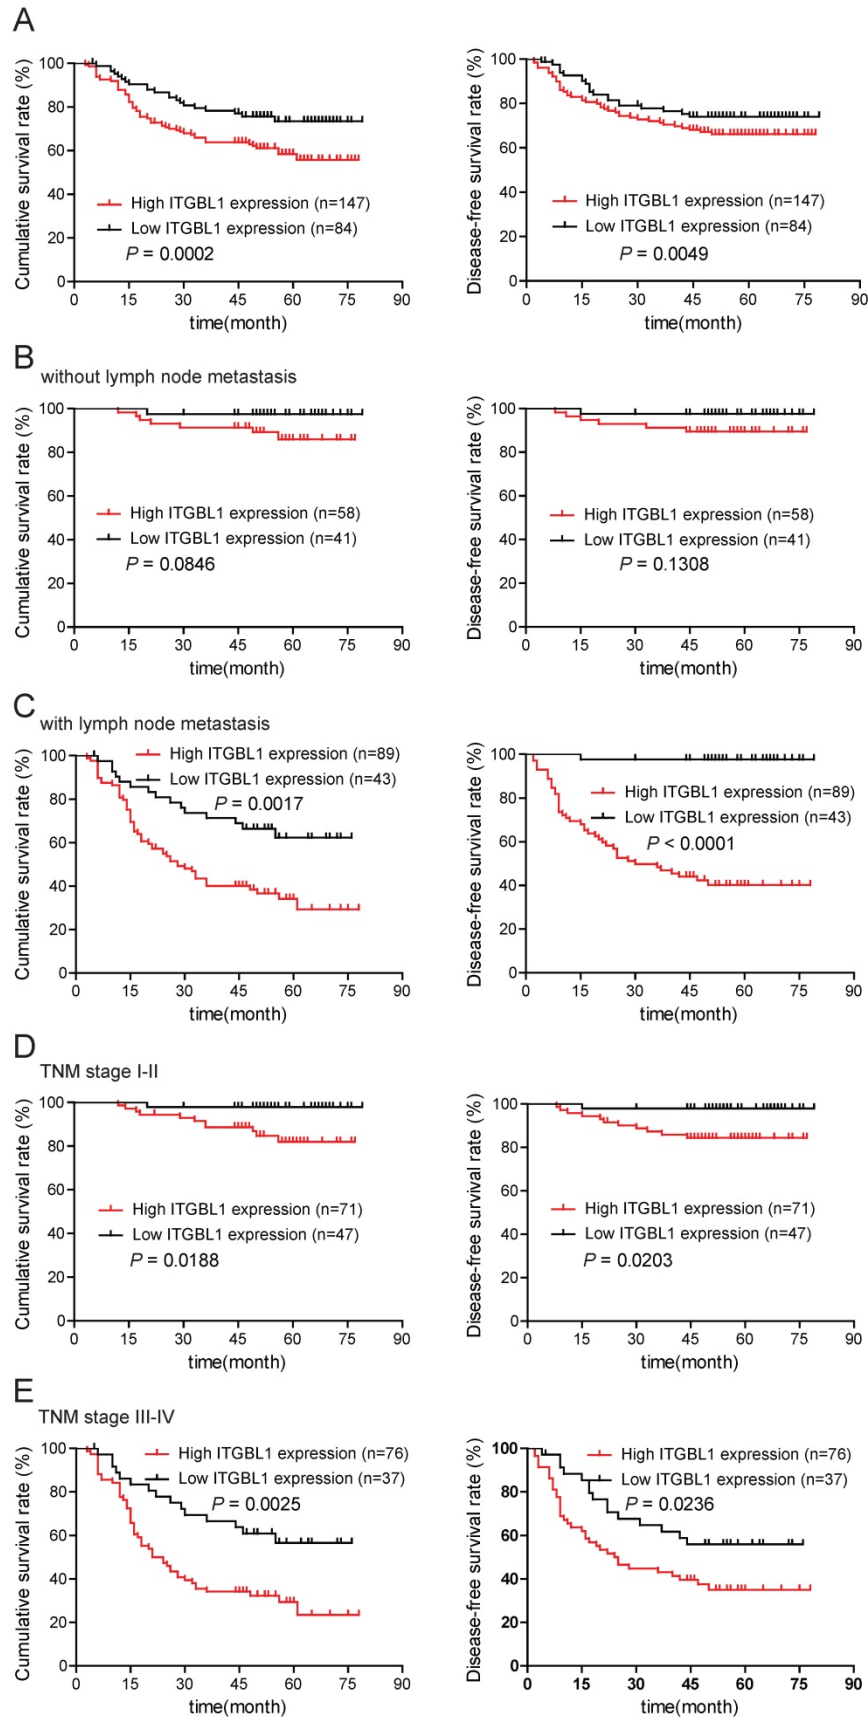 A
Cumulative survival rate (%)
100
80
60
40
20
0
High ITGBL1 expression (n=147)
Low ITGBL1 expression (n=84)
P = 0.0002
0 15 30 45 60 75 90
time(month)
Disease-free survival rate (%)
100
80
60
40
20
0
High ITGBL1 expression (n=147)
Low ITGBL1 expression (n=84)
P = 0.0049
0 15 30 45 60 75 90
time(month)
B
without lymph node metastasis
Cumulative survival rate (%)
100
80
60
40
20
0
High ITGBL1 expression (n=58)
Low ITGBL1 expression (n=41)
P = 0.0846
0 15 30 45 60 75 90
time(month)
Disease-free survival rate (%)
100
80
60
40
20
0
High ITGBL1 expression (n=58)
Low ITGBL1 expression (n=41)
P = 0.1308
0 15 30 45 60 75 90
time(month)
C
with lymph node metastasis
Cumulative survival rate (%)
100
80
60
40
20
0
High ITGBL1 expression (n=89)
Low ITGBL1 expression (n=43)
P = 0.0017
0 15 30 45 60 75 90
time(month)
Disease-free survival rate (%)
100
80
60
40
20
0
High ITGBL1 expression (n=89)
Low ITGBL1 expression (n=43)
P < 0.0001
0 15 30 45 60 75 90
time(month)
D
TNM stage I-II
Cumulative survival rate (%)
100
80
60
40
20
0
High ITGBL1 expression (n=71)
Low ITGBL1 expression (n=47)
P = 0.0188
0 15 30 45 60 75 90
time(month)
Disease-free survival rate (%)
100
80
60
40
20
0
High ITGBL1 expression (n=71)
Low ITGBL1 expression (n=47)
P = 0.0203
0 15 30 45 60 75 90
time(month)
E
TNM stage III-IV
Cumulative survival rate (%)
100
80
60
40
20
0
High ITGBL1 expression (n=76)
Low ITGBL1 expression (n=37)
P = 0.0025
0 15 30 45 60 75 90
time(month)
Disease-free survival rate (%)
100
80
60
40
20
0
High ITGBL1 expression (n=76)
Low ITGBL1 expression (n=37)
P = 0.0236
0 15 30 45 60 75 90
time(month)